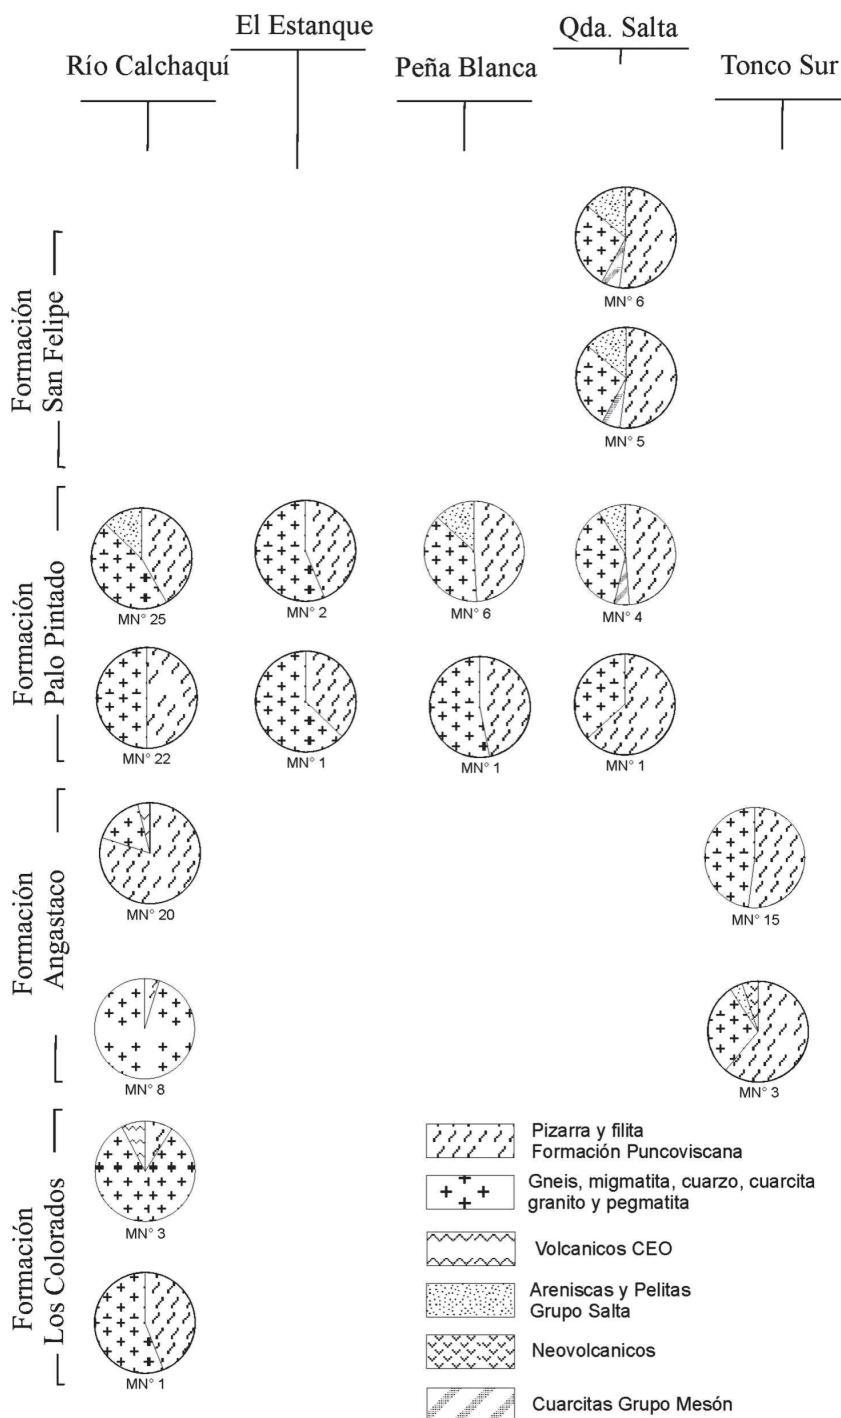 El Estanque
Qda. Salta
Río Calchaquí
Peña Blanca
Tonco Sur
Formación
San Felipe
MN° 6
MN° 5
Formación
Palo Pintado
MN° 25
MN° 2
MN° 6
MN° 4
MN° 22
MN° 1
MN° 1
MN° 1
Formación
Angastaco
MN° 20
MN° 15
MN° 8
MN° 3
Formación
Los Colorados
MN° 3
MN° 1
Pizarra y filita
Formación Puncoviscana
Gneis, migmatita, cuarzo, cuarcita
granito y pegmatita
Volcanicos CEO
Areniscas y Pelitas
Grupo Salta
Neovolcanicos
Cuarcitas Grupo Mesón